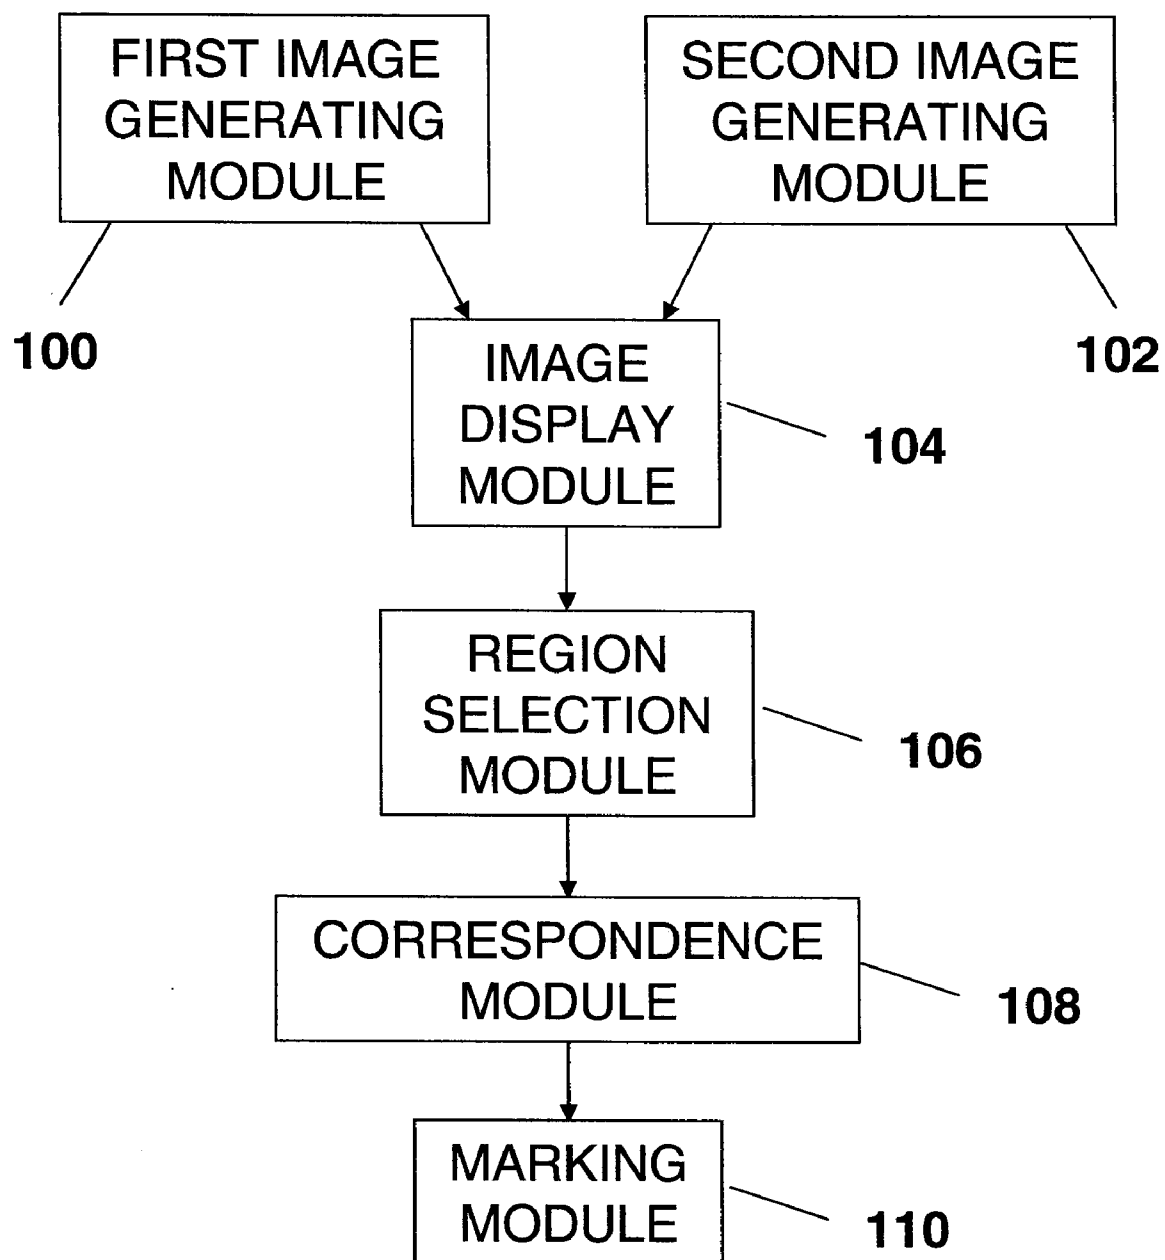 FIRST IMAGE
GENERATING
MODULE
SECOND IMAGE
GENERATING
MODULE
100
102
IMAGE
DISPLAY
MODULE
104
REGION
SELECTION
MODULE
106
CORRESPONDENCE
MODULE
108
MARKING
MODULE
110